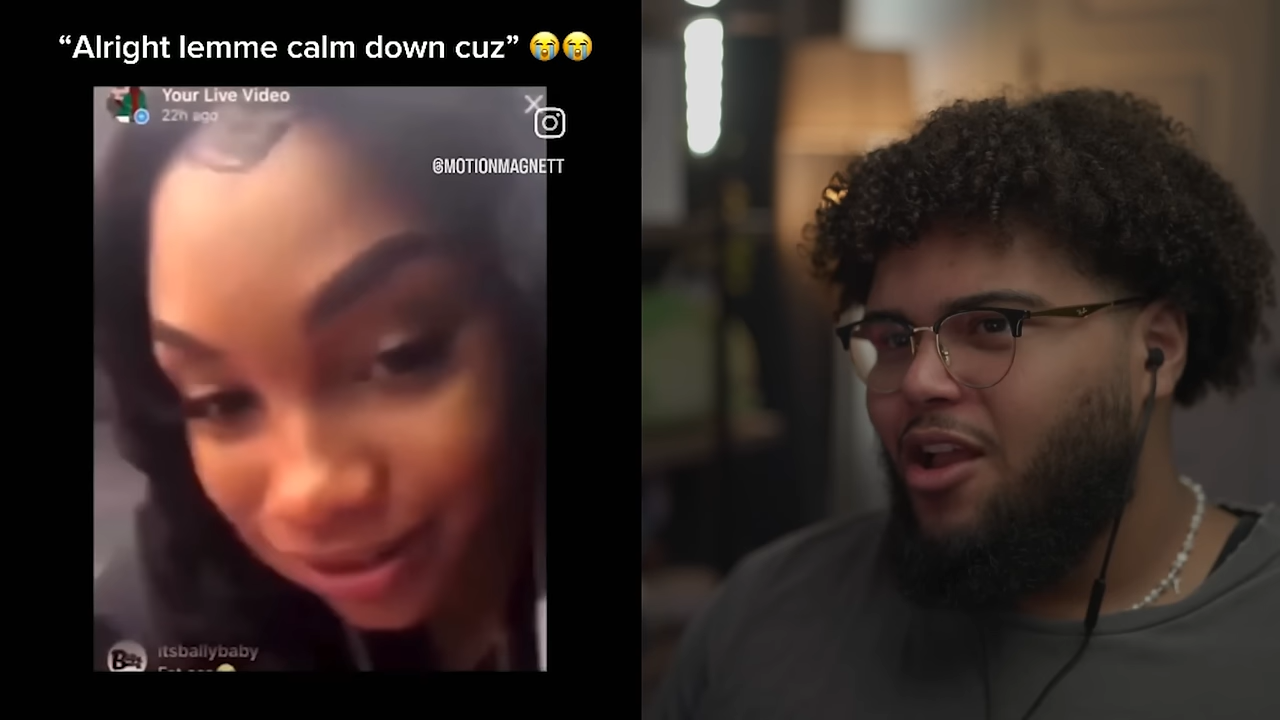 “Alright lemme calm down cuz” 😭😭
Your Live Video
22h ago
@MOTIONMAGNETT
itsballybaby